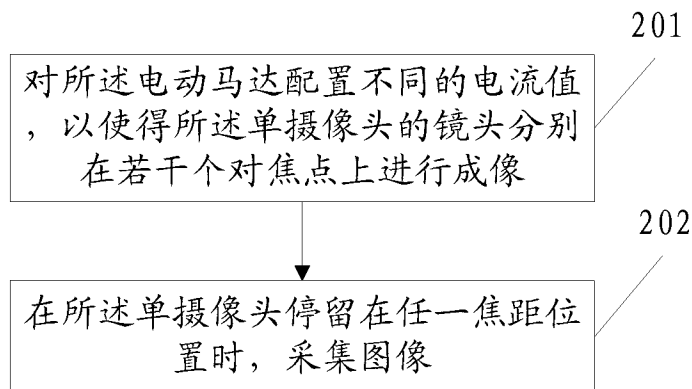 201
对所述电动马达配置不同的电流值
，以使得所述单摄像头的镜头分别
在若干个对焦点上进行成像
202
在所述单摄像头停留在任一焦距位
置时，采集图像